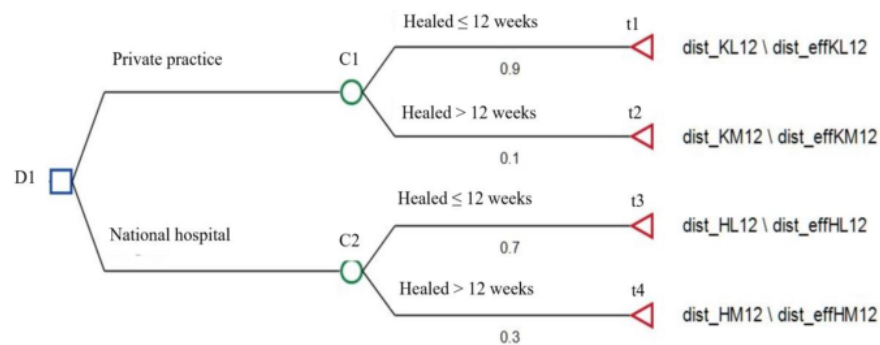 Healed ≤ 12 weeks
t1
dist_KL12 \ dist_effKL12
0.9
Private practice
C1
Healed > 12 weeks
t2
dist_KM12 \ dist_effKM12
0.1
D1
Healed ≤ 12 weeks
t3
dist_HL12 \ dist_effHL12
0.7
National hospital
C2
Healed > 12 weeks
t4
dist_HM12 \ dist_effHM12
0.3